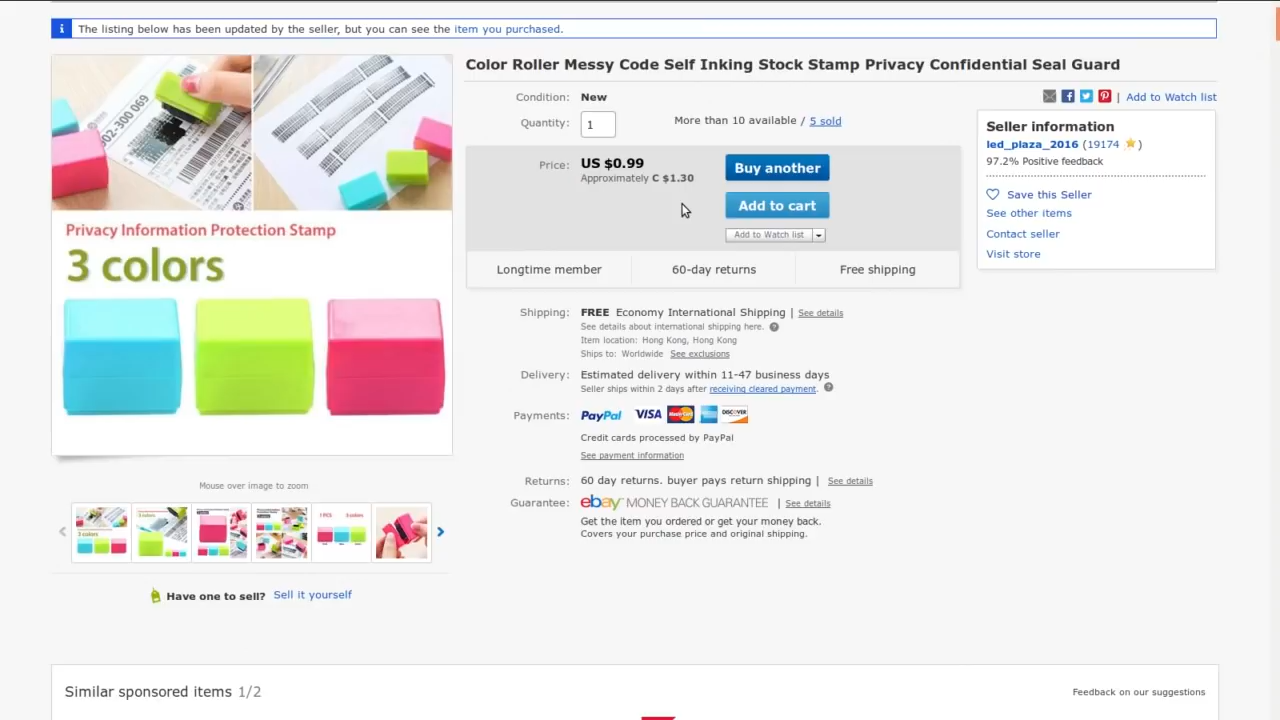 The listing below has been updated by the seller, but you can see the item you purchased.
Color Roller Messy Code Self Inking Stock Stamp Privacy Confidential Seal Guard
Condition: New
| Add to Watch list
Quantity: 1
More than 10 available / 5 sold
Price: US $0.99
Approximately C $1.30
Buy another
Add to cart
Add to Watch list
Longtime member
60-day returns
Free shipping
Seller information
led_plaza_2016 (19174 )
97.2% Positive feedback
Save this Seller
See other items
Contact seller
Visit store
Privacy Information Protection Stamp
3 colors
Shipping: FREE Economy International Shipping | See details
See details about international shipping here.
Item location: Hong Kong, Hong Kong
Ships to: Worldwide See exclusions
Delivery: Estimated delivery within 11-47 business days
Seller ships within 2 days after receiving cleared payment.
Payments: PayPal VISA MasterCard DISCOVER
Credit cards processed by PayPal
See payment information
Returns: 60 day returns. buyer pays return shipping | See details
Guarantee: ebay MONEY BACK GUARANTEE | See details
Get the item you ordered or get your money back.
Covers your purchase price and original shipping.
Mouse over image to zoom
Have one to sell? Sell it yourself
Similar sponsored items 1/2
Feedback on our suggestions